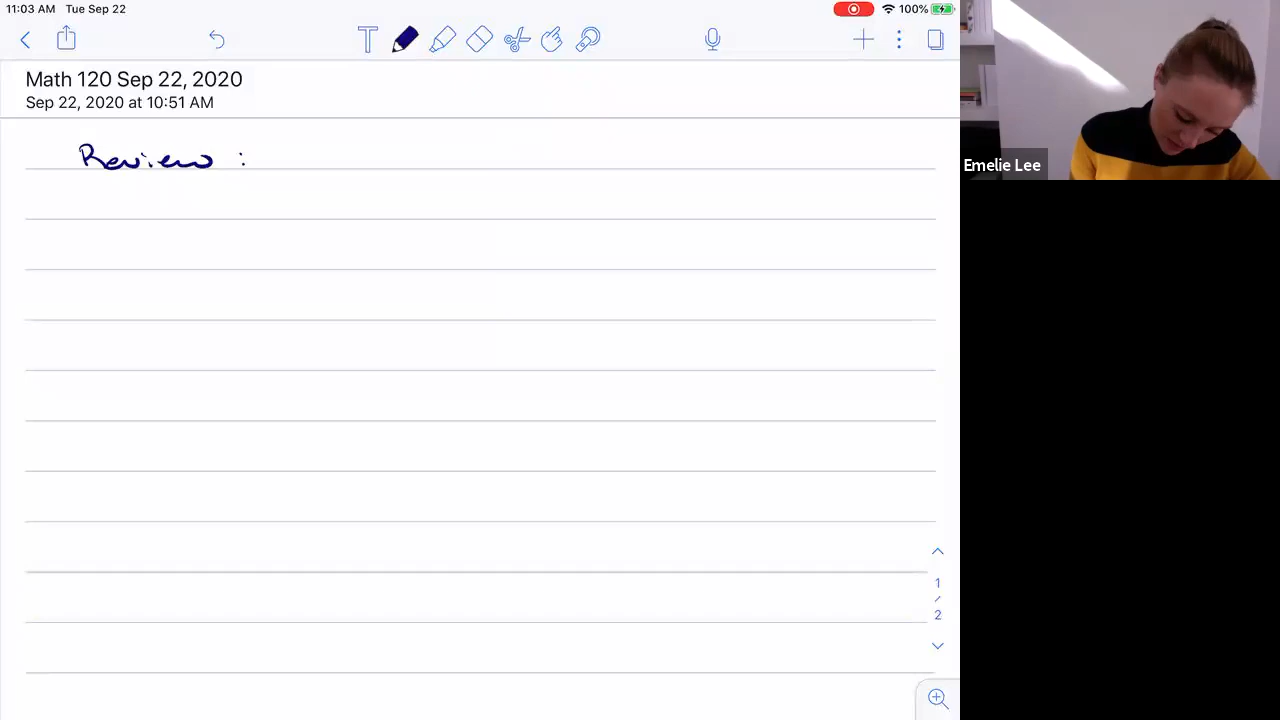 11:03 AM Tue Sep 22
100%
T
Math 120 Sep 22, 2020
Sep 22, 2020 at 10:51 AM
Review :
1
/
2
Emelie Lee